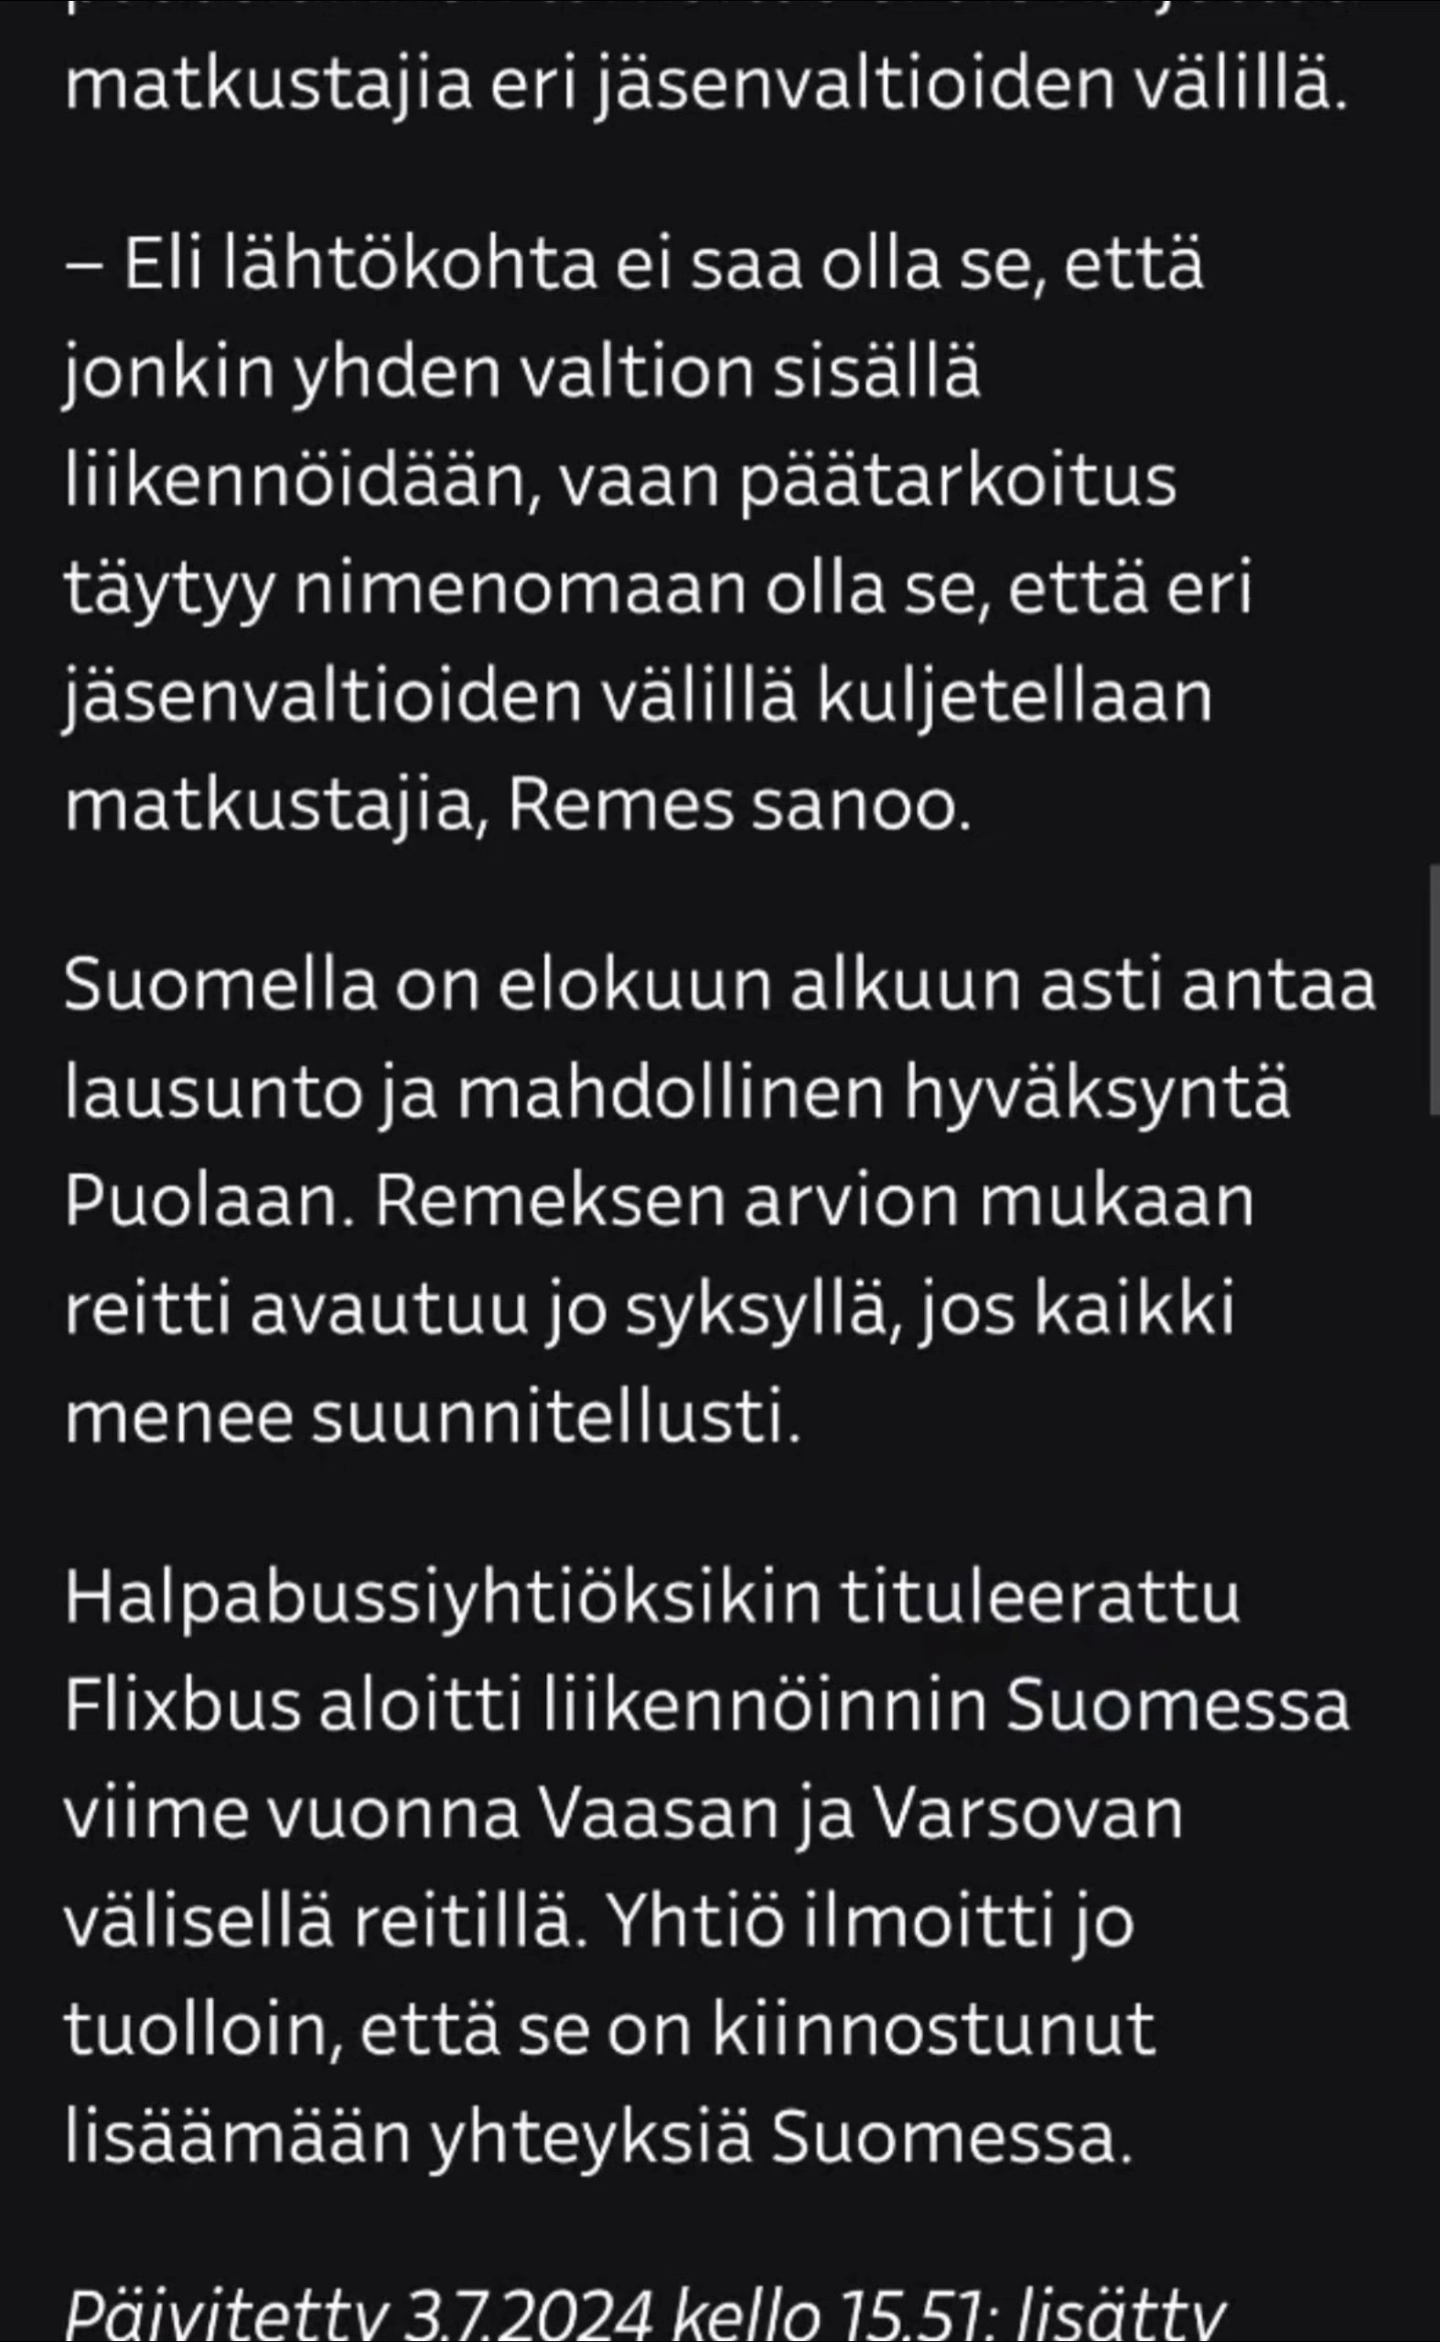 matkustajia eri jäsenvaltioiden välillä.
– Eli lähtökohta ei saa olla se, että
jonkin yhden valtion sisällä
liikennöidään, vaan päätarkoitus
täytyy nimenomaan olla se, että eri
jäsenvaltioiden välillä kuljetellaan
matkustajia, Remes sanoo.
Suomella on elokuun alkuun asti antaa
lausunto ja mahdollinen hyväksyntä
Puolaan. Remeksen arvion mukaan
reitti avautuu jo syksyllä, jos kaikki
menee suunnitellusti.
Halpabussiyhtiöksikin tituleerattu
Flixbus aloitti liikennöinnin Suomessa
viime vuonna Vaasan ja Varsovan
välisellä reitillä. Yhtiö ilmoitti jo
tuolloin, että se on kiinnostunut
lisäämään yhteyksiä Suomessa.
Päivitetty 3.7.2024 kello 15.51: lisätty